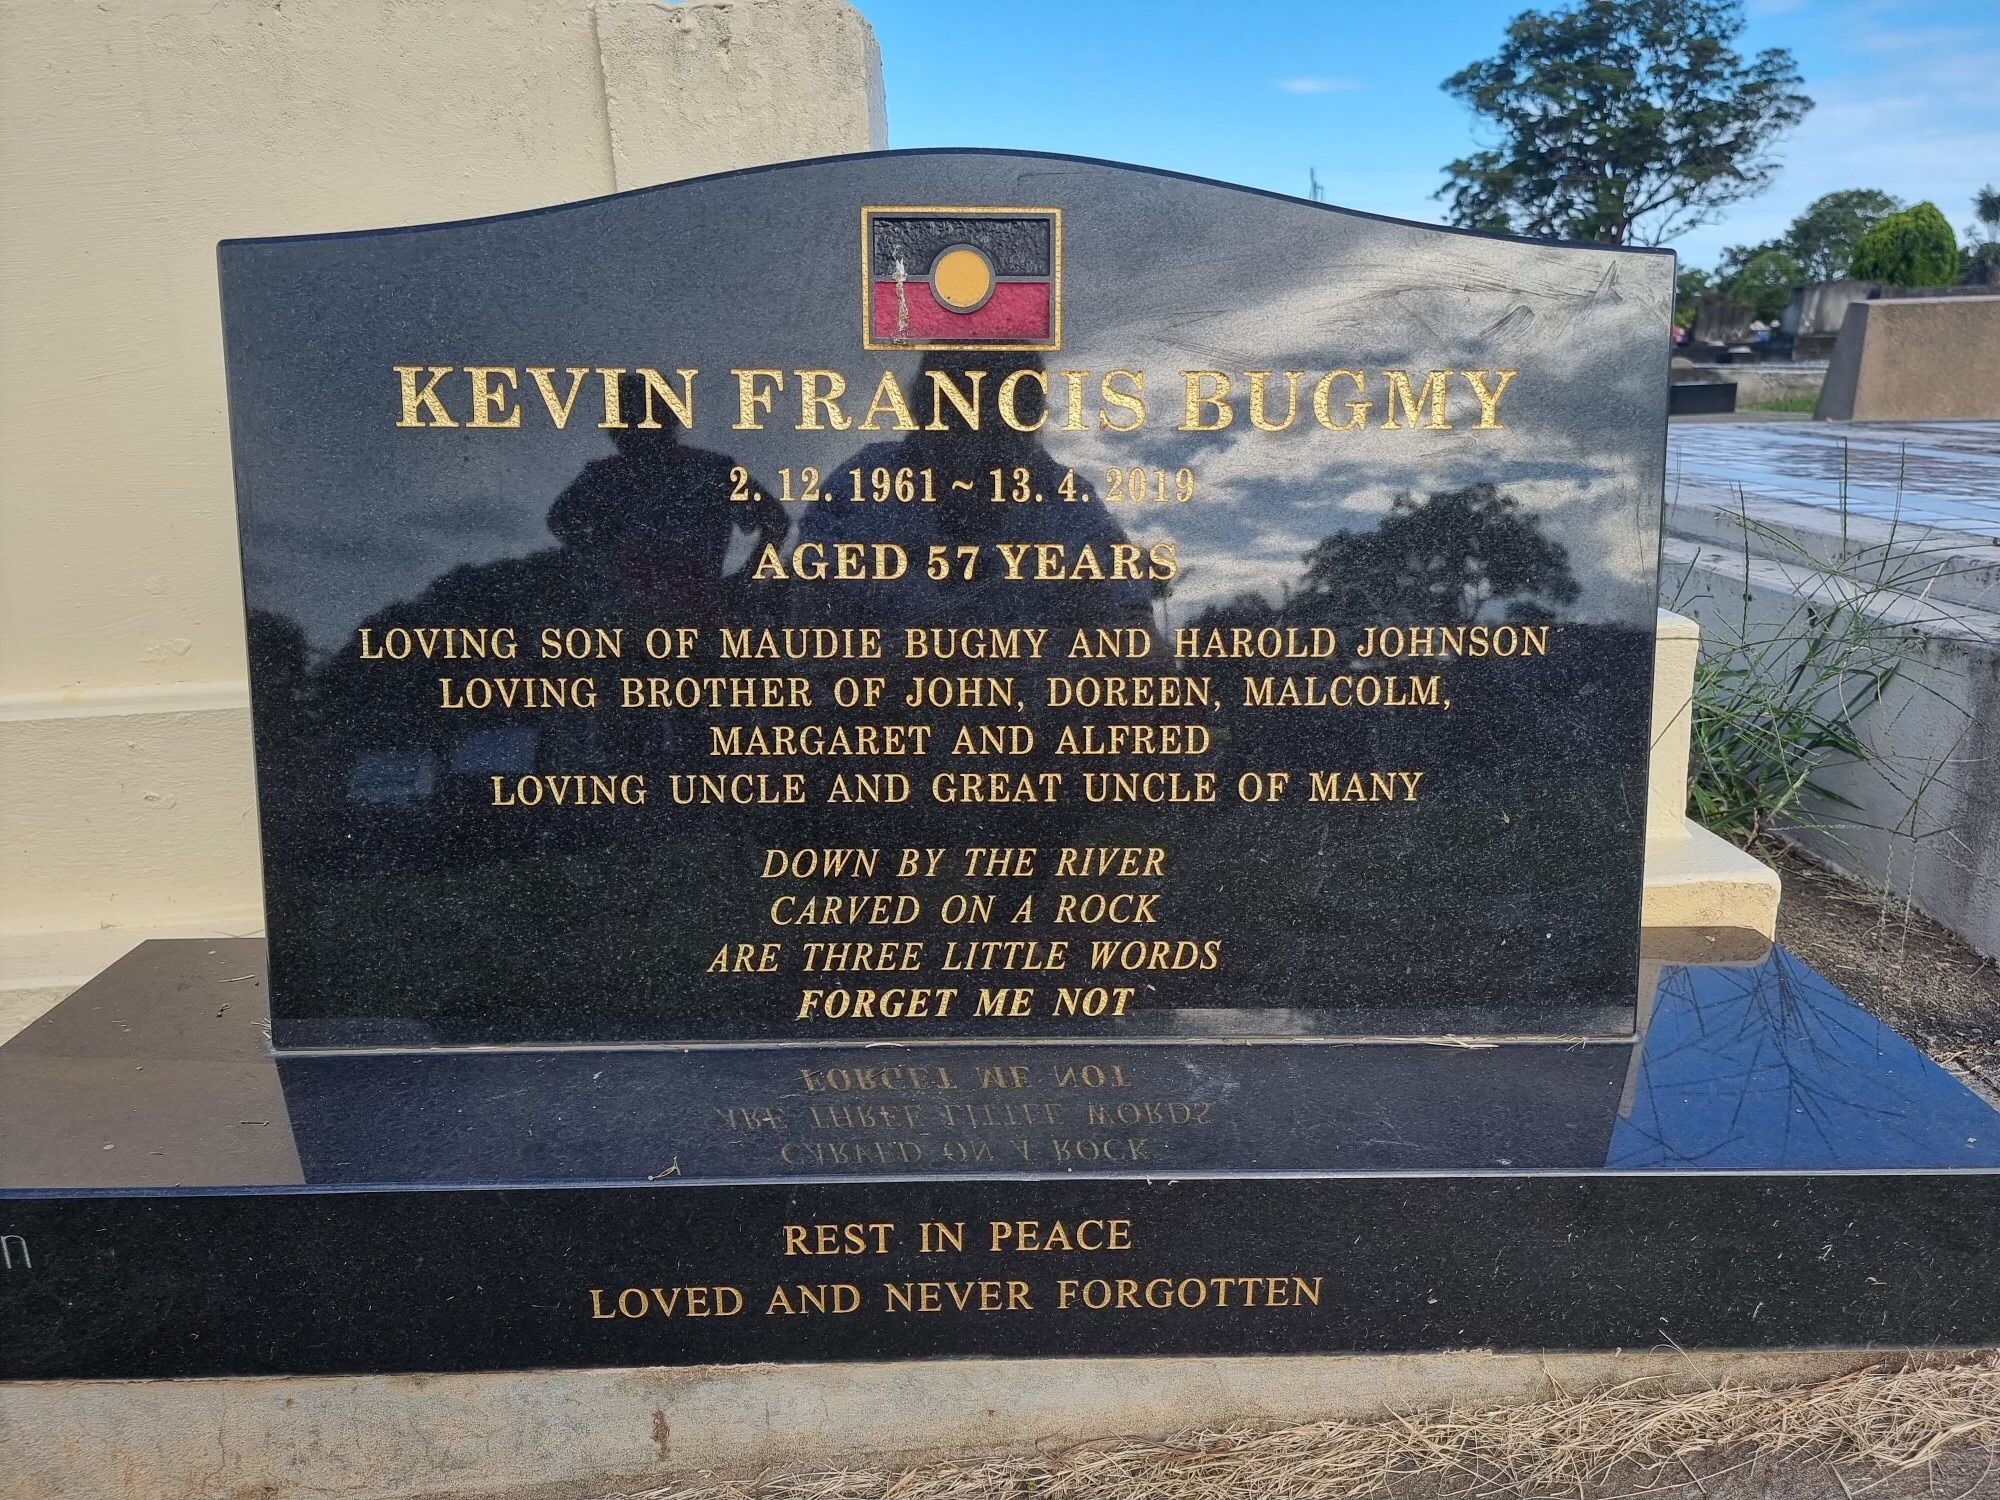 KEVIN FRANCIS BUGMY
2. 12. 1961 ~ 13. 4. 2019
AGED 57 YEARS
LOVING SON OF MAUDIE BUGMY AND HAROLD JOHNSON
LOVING BROTHER OF JOHN, DOREEN, MALCOLM,
MARGARET AND ALFRED
LOVING UNCLE AND GREAT UNCLE OF MANY
DOWN BY THE RIVER
CARVED ON A ROCK
ARE THREE LITTLE WORDS
FORGET ME NOT
REST IN PEACE
LOVED AND NEVER FORGOTTEN